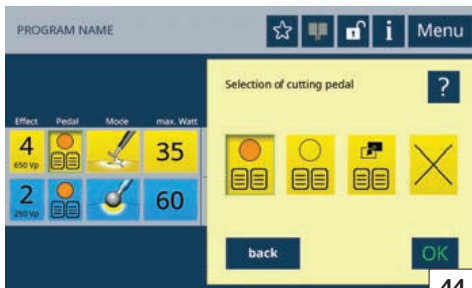 PROGRAM NAME
i
Menu
Selection of cutting pedal
?
Effect Pedal Mode max. Watt
4
650 Vp
35
2
250 Vp
60
back
OK
44